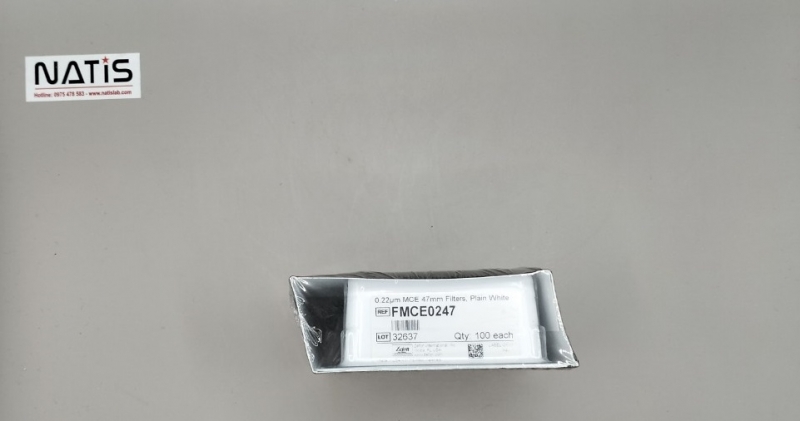 NATIS
Hotline: 0975 479 583 - www.natislab.com
0.22µm MCE 47mm Filters, Plain White
REF FMCE0247
LOT 32637 Qty: 100 each